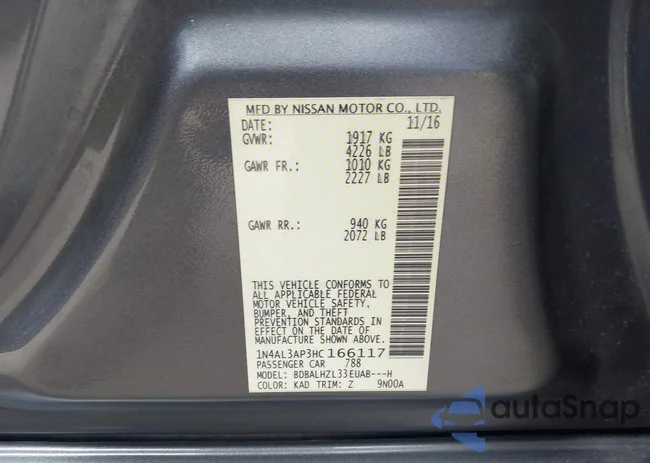 MFD BY NISSAN MOTOR CO., LTD.
DATE: 11/16
GVWR: 1917 KG
4226 LB
GAWR FR.: 1010 KG
2227 LB
GAWR RR.: 940 KG
2072 LB
THIS VEHICLE CONFORMS TO
ALL APPLICABLE FEDERAL
MOTOR VEHICLE SAFETY,
BUMPER, AND THEFT
PREVENTION STANDARDS IN
EFFECT ON THE DATE OF
MANUFACTURE SHOWN ABOVE.
1N4AL3AP3HC166117
PASSENGER CAR 788
MODEL: BDBALHZL33EUAB---H
COLOR: KAD TRIM: Z 9N00A
autaSnap